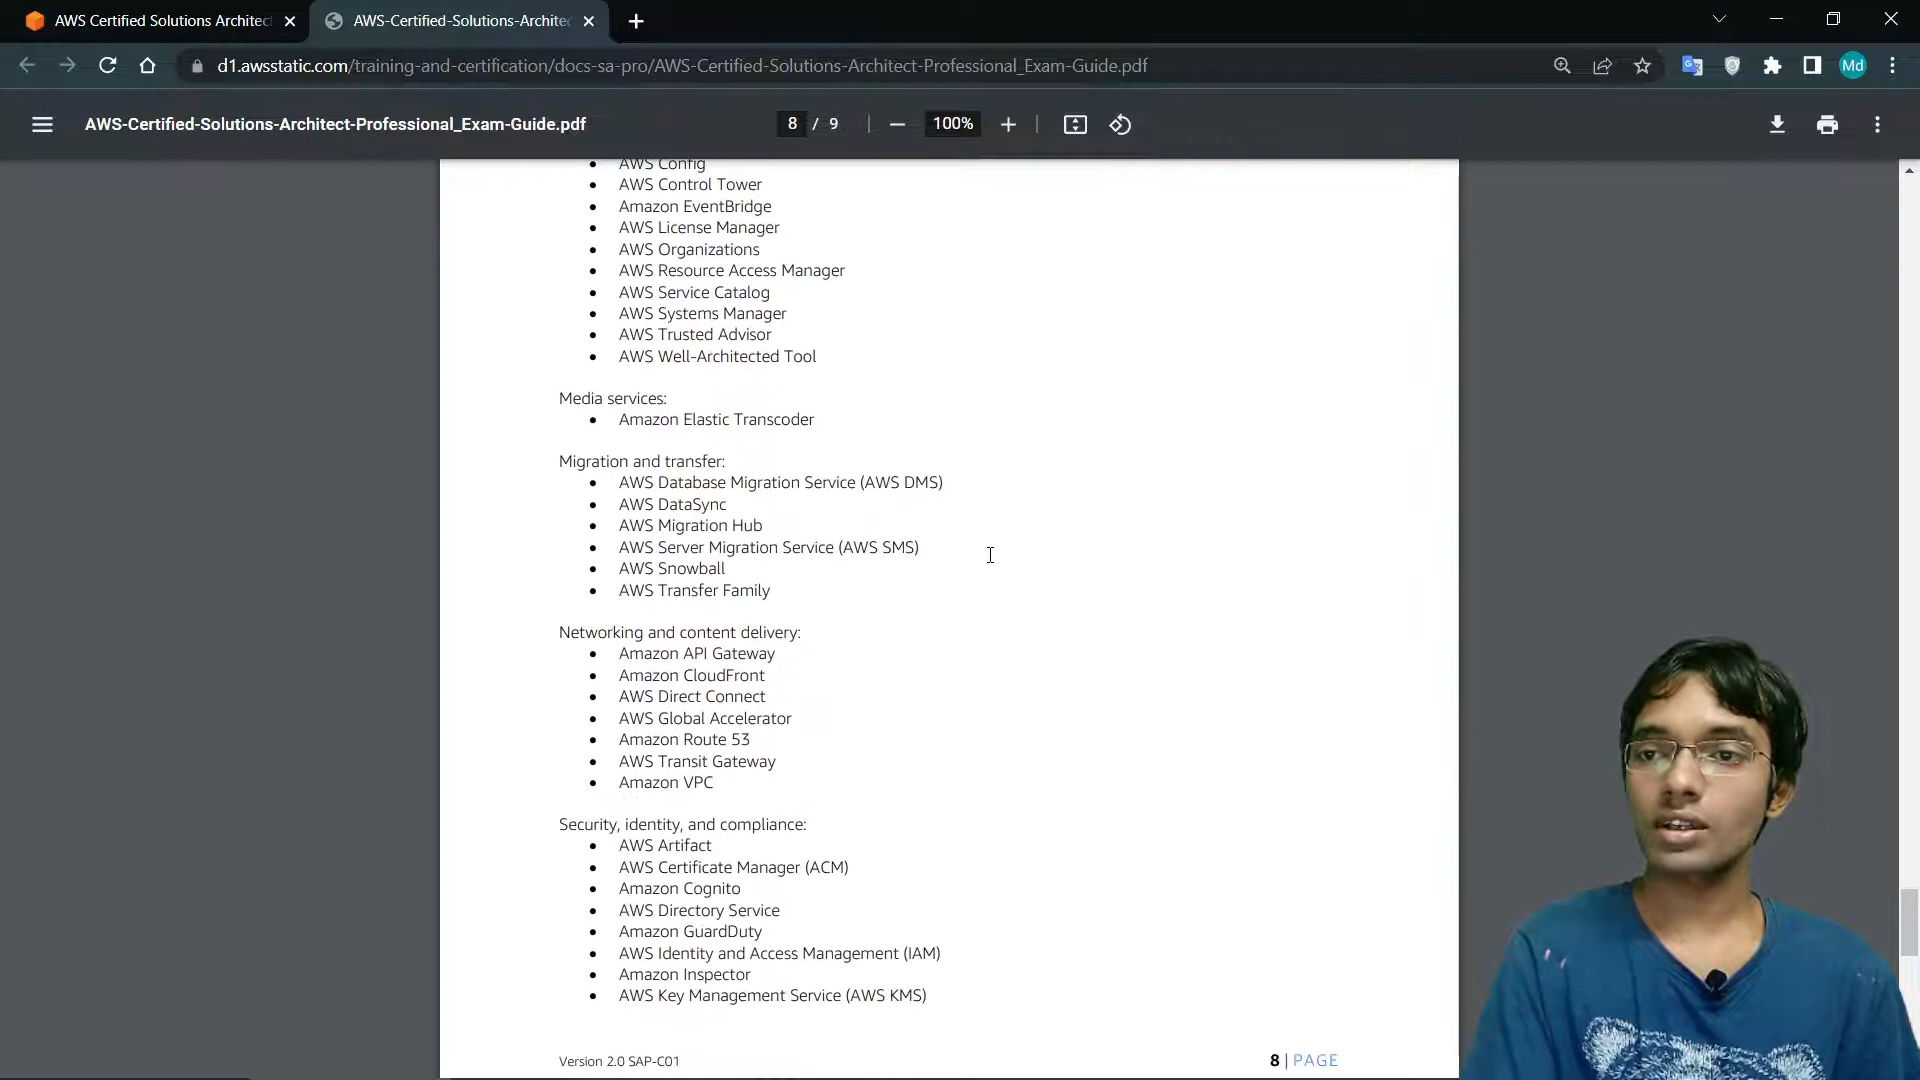 AWS Certified Solutions Architec
AWS-Certified-Solutions-Archite
d1.awsstatic.com/training-and-certification/docs-sa-pro/AWS-Certified-Solutions-Architect-Professional_Exam-Guide.pdf
Md
AWS-Certified-Solutions-Architect-Professional_Exam-Guide.pdf
8 / 9
100%
• AWS Config
• AWS Control Tower
• Amazon EventBridge
• AWS License Manager
• AWS Organizations
• AWS Resource Access Manager
• AWS Service Catalog
• AWS Systems Manager
• AWS Trusted Advisor
• AWS Well-Architected Tool
Media services:
• Amazon Elastic Transcoder
Migration and transfer:
• AWS Database Migration Service (AWS DMS)
• AWS DataSync
• AWS Migration Hub
• AWS Server Migration Service (AWS SMS)
• AWS Snowball
• AWS Transfer Family
Networking and content delivery:
• Amazon API Gateway
• Amazon CloudFront
• AWS Direct Connect
• AWS Global Accelerator
• Amazon Route 53
• AWS Transit Gateway
• Amazon VPC
Security, identity, and compliance:
• AWS Artifact
• AWS Certificate Manager (ACM)
• Amazon Cognito
• AWS Directory Service
• Amazon GuardDuty
• AWS Identity and Access Management (IAM)
• Amazon Inspector
• AWS Key Management Service (AWS KMS)
Version 2.0 SAP-C01
8 | PAGE